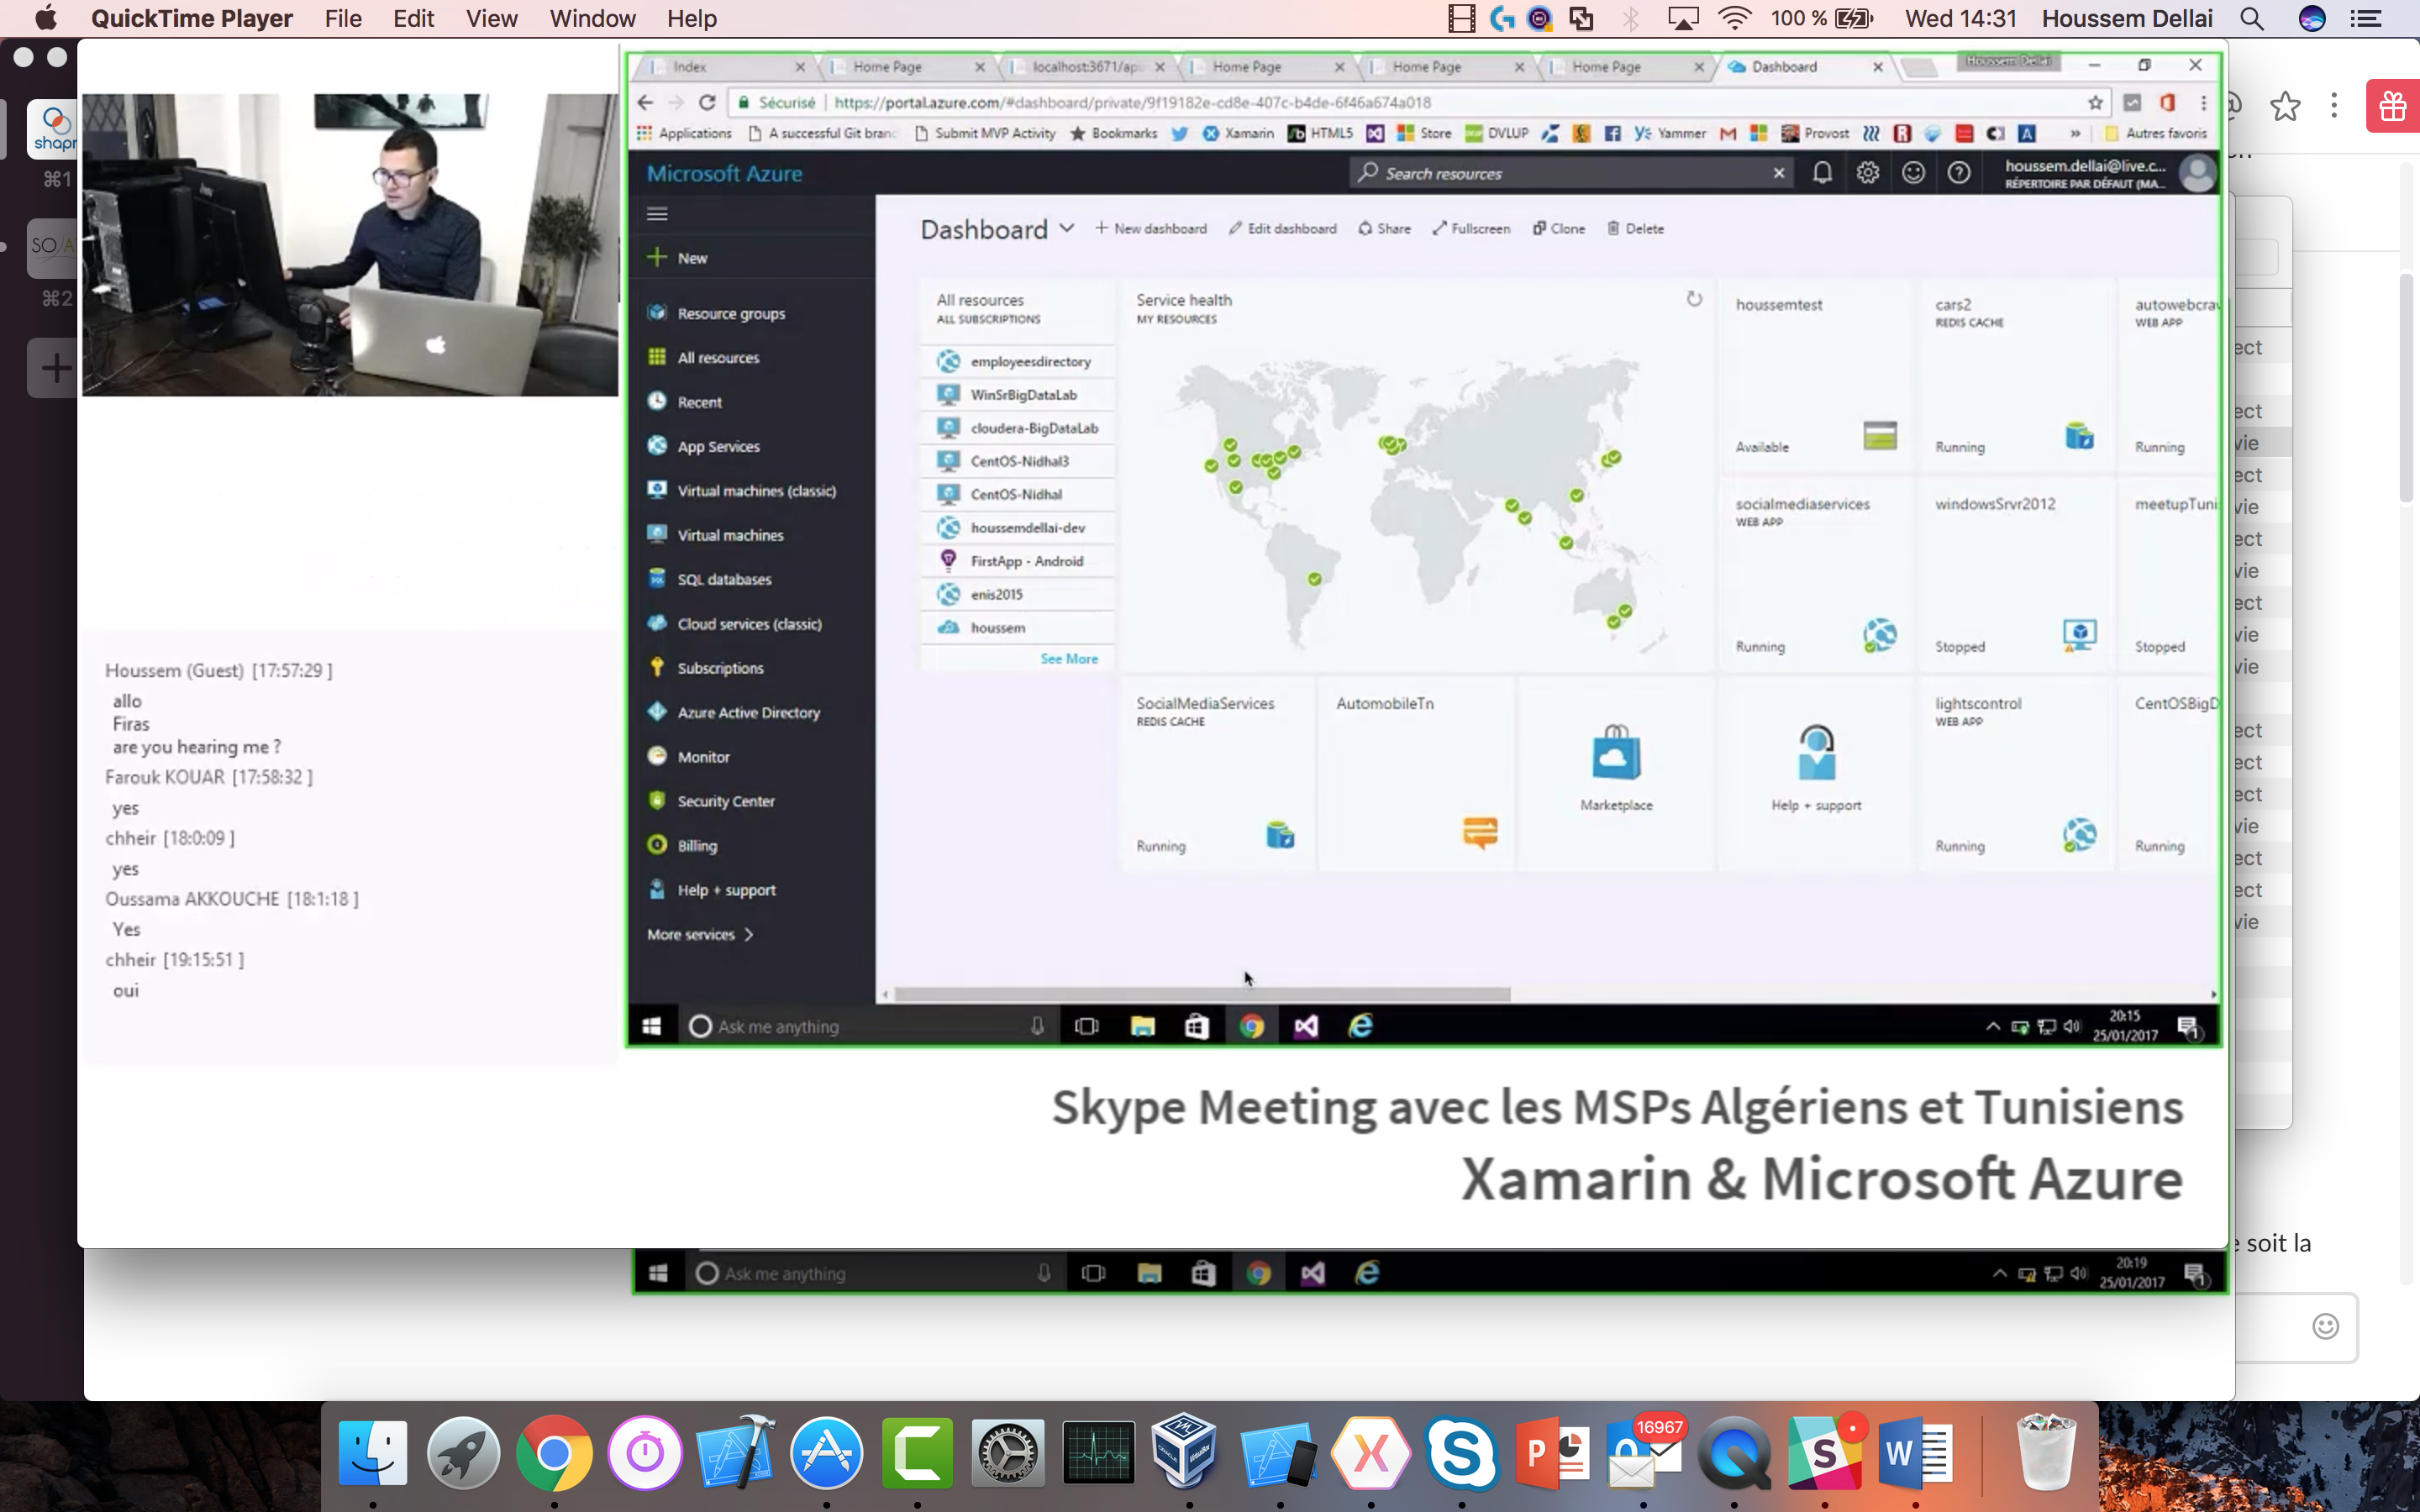 QuickTime Player File Edit View Window Help 100 % Wed 14:31 Houssem Dellai
shapr
⌘1
SO
⌘2
Index Home Page localhost:3671/ap Home Page Home Page Home Page Dashboard Houssem Dellai
Sécurisé https://portal.azure.com/#dashboard/private/9f19182e-cd8e-407c-b4de-6f46a674a018
Applications A successful Git branc Submit MVP Activity Bookmarks Xamarin HTML5 Store DVLUP Yammer Provost » Autres favoris
Microsoft Azure Search resources houssem.dellai@live.c...
RÉPERTOIRE PAR DÉFAUT (MA...
Dashboard New dashboard Edit dashboard Share Fullscreen Clone Delete
New
Resource groups
All resources
Recent
App Services
Virtual machines (classic)
Virtual machines
SQL databases
Cloud services (classic)
Subscriptions
Azure Active Directory
Monitor
Security Center
Billing
Help + support
More services
All resources
ALL SUBSCRIPTIONS
employeesdirectory
WinSrBigDataLab
cloudera-BigDataLab
CentOS-Nidhal3
CentOS-Nidhal
houssemdellai-dev
FirstApp - Android
enis2015
houssem
See More
Service health
MY RESOURCES
houssemtest
Available
cars2
REDIS CACHE
Running
autowebcra
WEB APP
Running
socialmediaservices
WEB APP
Running
windowsSrvr2012
Stopped
meetupTuni
Stopped
SocialMediaServices
REDIS CACHE
Running
AutomobileTn
Marketplace
Help + support
lightscontrol
WEB APP
Running
CentOSBigD
Running
Houssem (Guest) [17:57:29 ]
allo
Firas
are you hearing me ?
Farouk KOUAR [17:58:32 ]
yes
chheir [18:0:09 ]
yes
Oussama AKKOUCHE [18:1:18 ]
Yes
chheir [19:15:51 ]
oui
Ask me anything 20:15
25/01/2017
Skype Meeting avec les MSPs Algériens et Tunisiens
Xamarin & Microsoft Azure
Ask me anything 20:19
25/01/2017
ect
ect
vie
ect
vie
ect
vie
ect
vie
vie
ect
ect
ect
vie
ect
ect
vie
soit la
16967